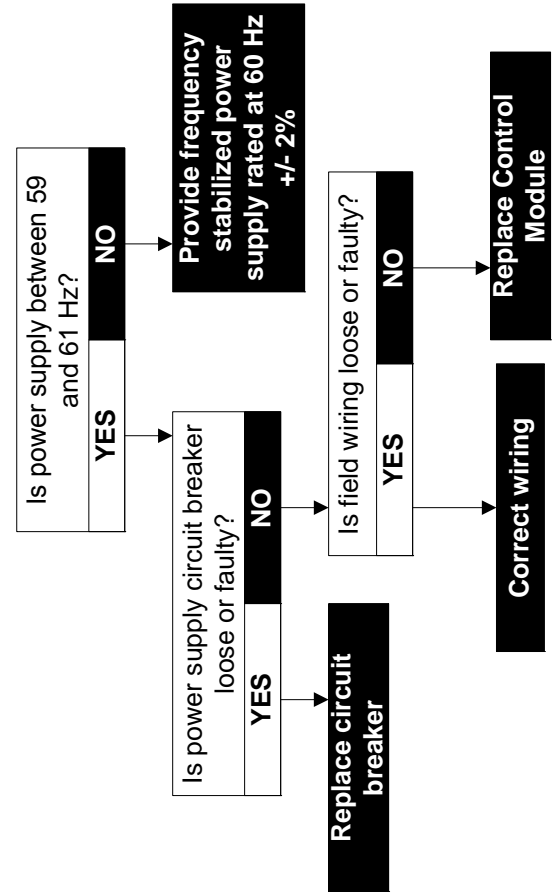 Is power supply between 59
and 61 Hz?
YES
NO
Provide frequency
stabilized power
supply rated at 60 Hz
+/- 2%
Is power supply circuit breaker
loose or faulty?
YES
NO
Replace circuit
breaker
Is field wiring loose or faulty?
YES
NO
Correct wiring
Replace Control
Module